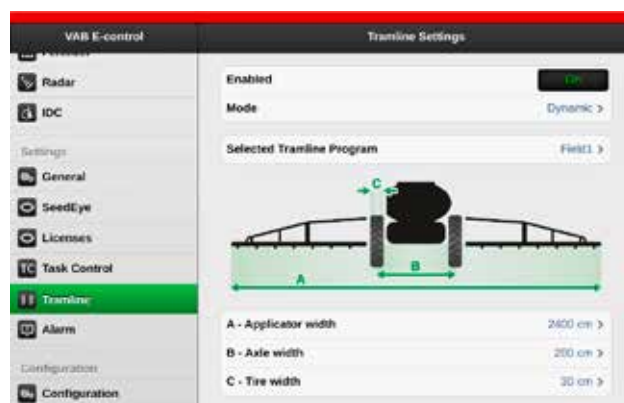 VAB E-control
Tramline Settings
Radar
IDC
Settings
General
SeedEye
Licenses
TC Task Control
Tramline
Alarm
Configuration
Configuration
Enabled
On
Mode
Dynamic >
Selected Tramline Program
Field1 >
C
B
A
A - Applicator width
2400 cm >
B - Axle width
200 cm >
C - Tire width
30 cm >